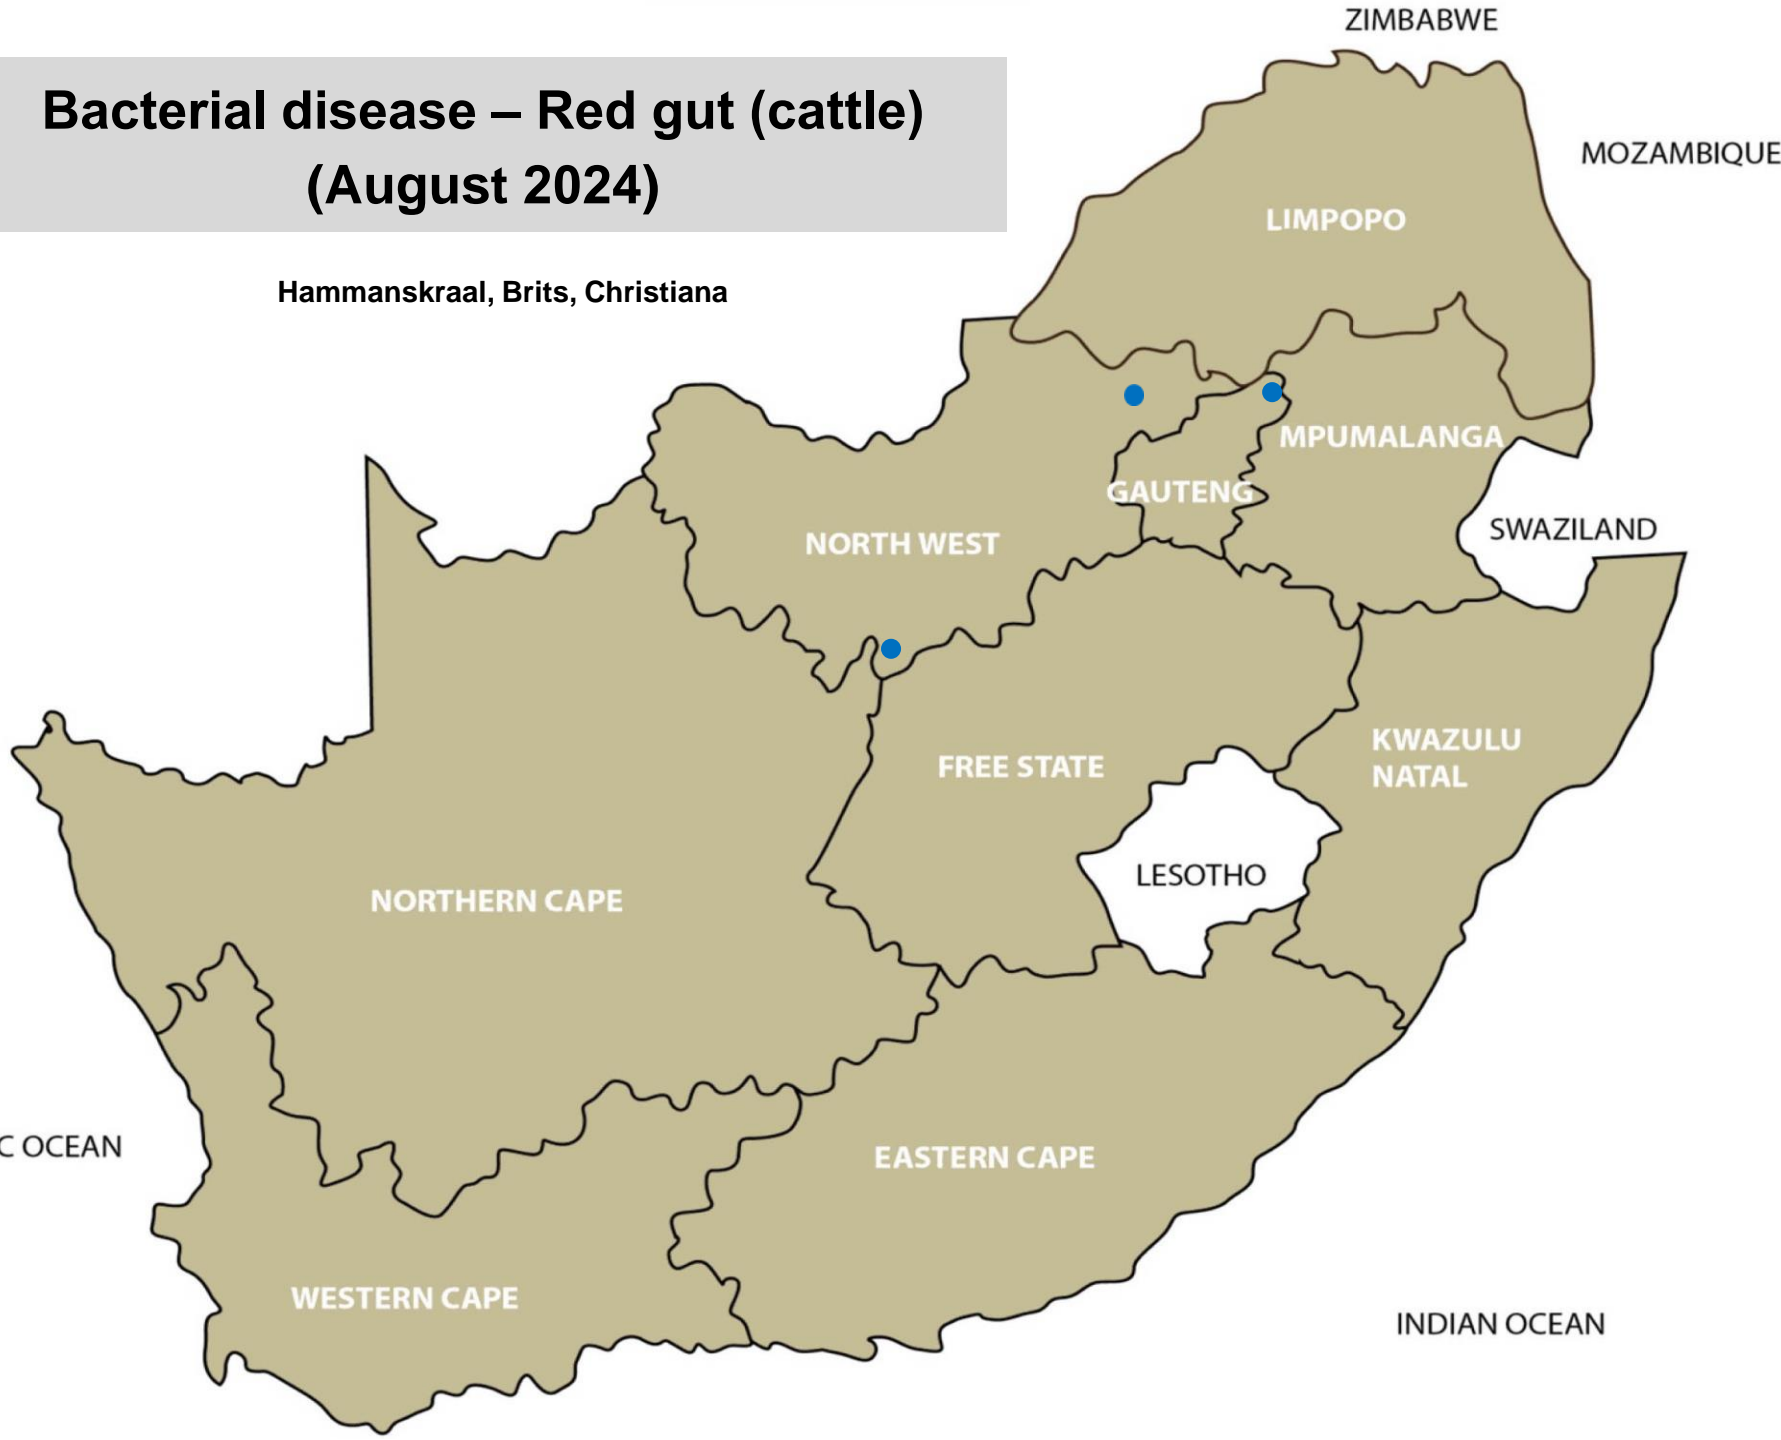 ZIMBABWE
Bacterial disease – Red gut (cattle)
(August 2024)
MOZAMBIQUE
LIMPOPO
Hammanskraal, Brits, Christiana
MPUMALANGA
GAUTENG
SWAZILAND
NORTH WEST
KWAZULU
NATAL
FREE STATE
LESOTHO
NORTHERN CAPE
C OCEAN
EASTERN CAPE
WESTERN CAPE
INDIAN OCEAN